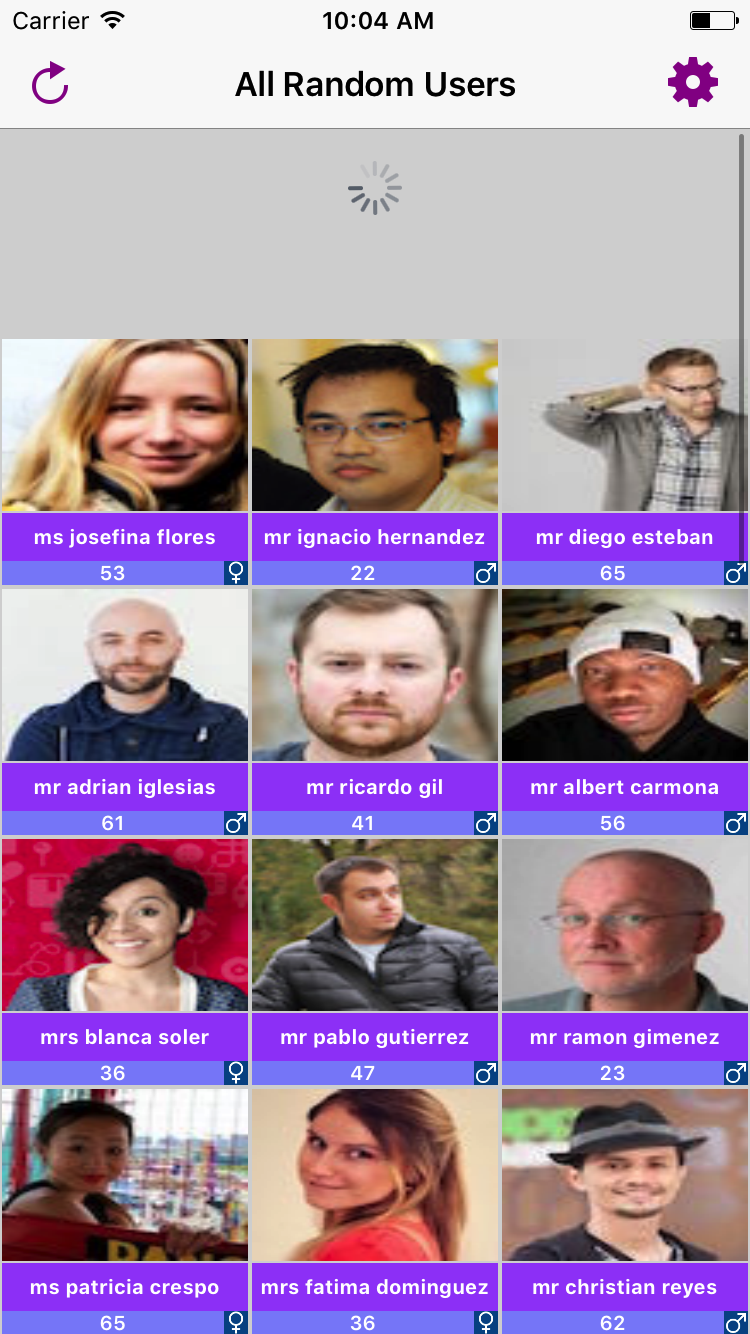 Carrier 10:04 AM
All Random Users
ms josefina flores
mr ignacio hernandez
mr diego esteban
53 ♀
22 ♂
65 ♂
mr adrian iglesias
mr ricardo gil
mr albert carmona
61 ♂
41 ♂
56 ♂
mrs blanca soler
mr pablo gutierrez
mr ramon gimenez
36 ♀
47 ♂
23 ♂
DANG
ms patricia crespo
mrs fatima dominguez
mr christian reyes
65 ♀
36 ♀
62 ♂